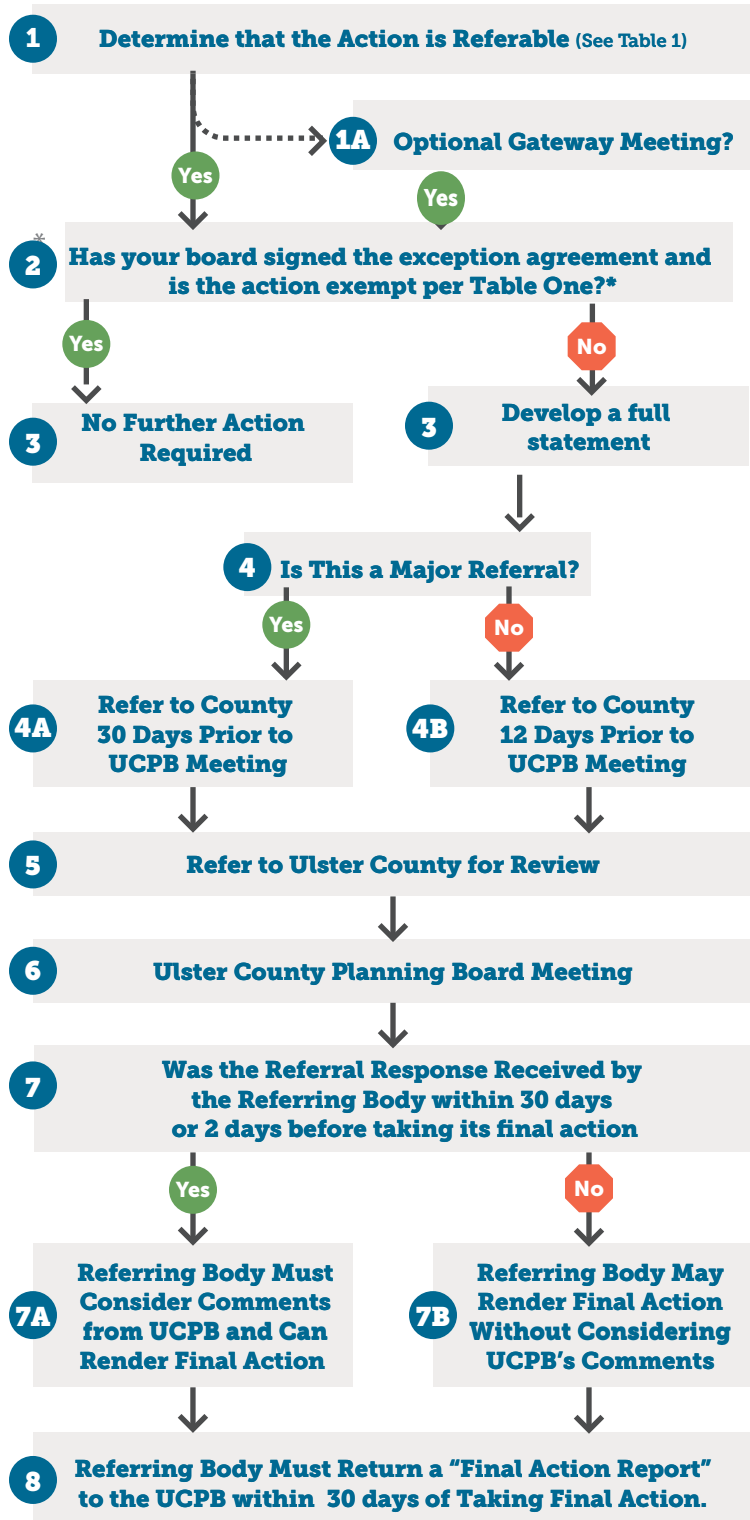 1 Determine that the Action is Referable (See Table 1)
1A Optional Gateway Meeting?
Yes
Yes
*
2 Has your board signed the exception agreement and
is the action exempt per Table One?*
Yes
No
3 No Further Action
Required
3 Develop a full
statement
4 Is This a Major Referral?
Yes
No
4A Refer to County
30 Days Prior to
UCPB Meeting
4B Refer to County
12 Days Prior to
UCPB Meeting
5 Refer to Ulster County for Review
6 Ulster County Planning Board Meeting
7 Was the Referral Response Received by
the Referring Body within 30 days
or 2 days before taking its final action
Yes
No
7A Referring Body Must
Consider Comments
from UCPB and Can
Render Final Action
7B Referring Body May
Render Final Action
Without Considering
UCPB’s Comments
8 Referring Body Must Return a “Final Action Report”
to the UCPB within 30 days of Taking Final Action.